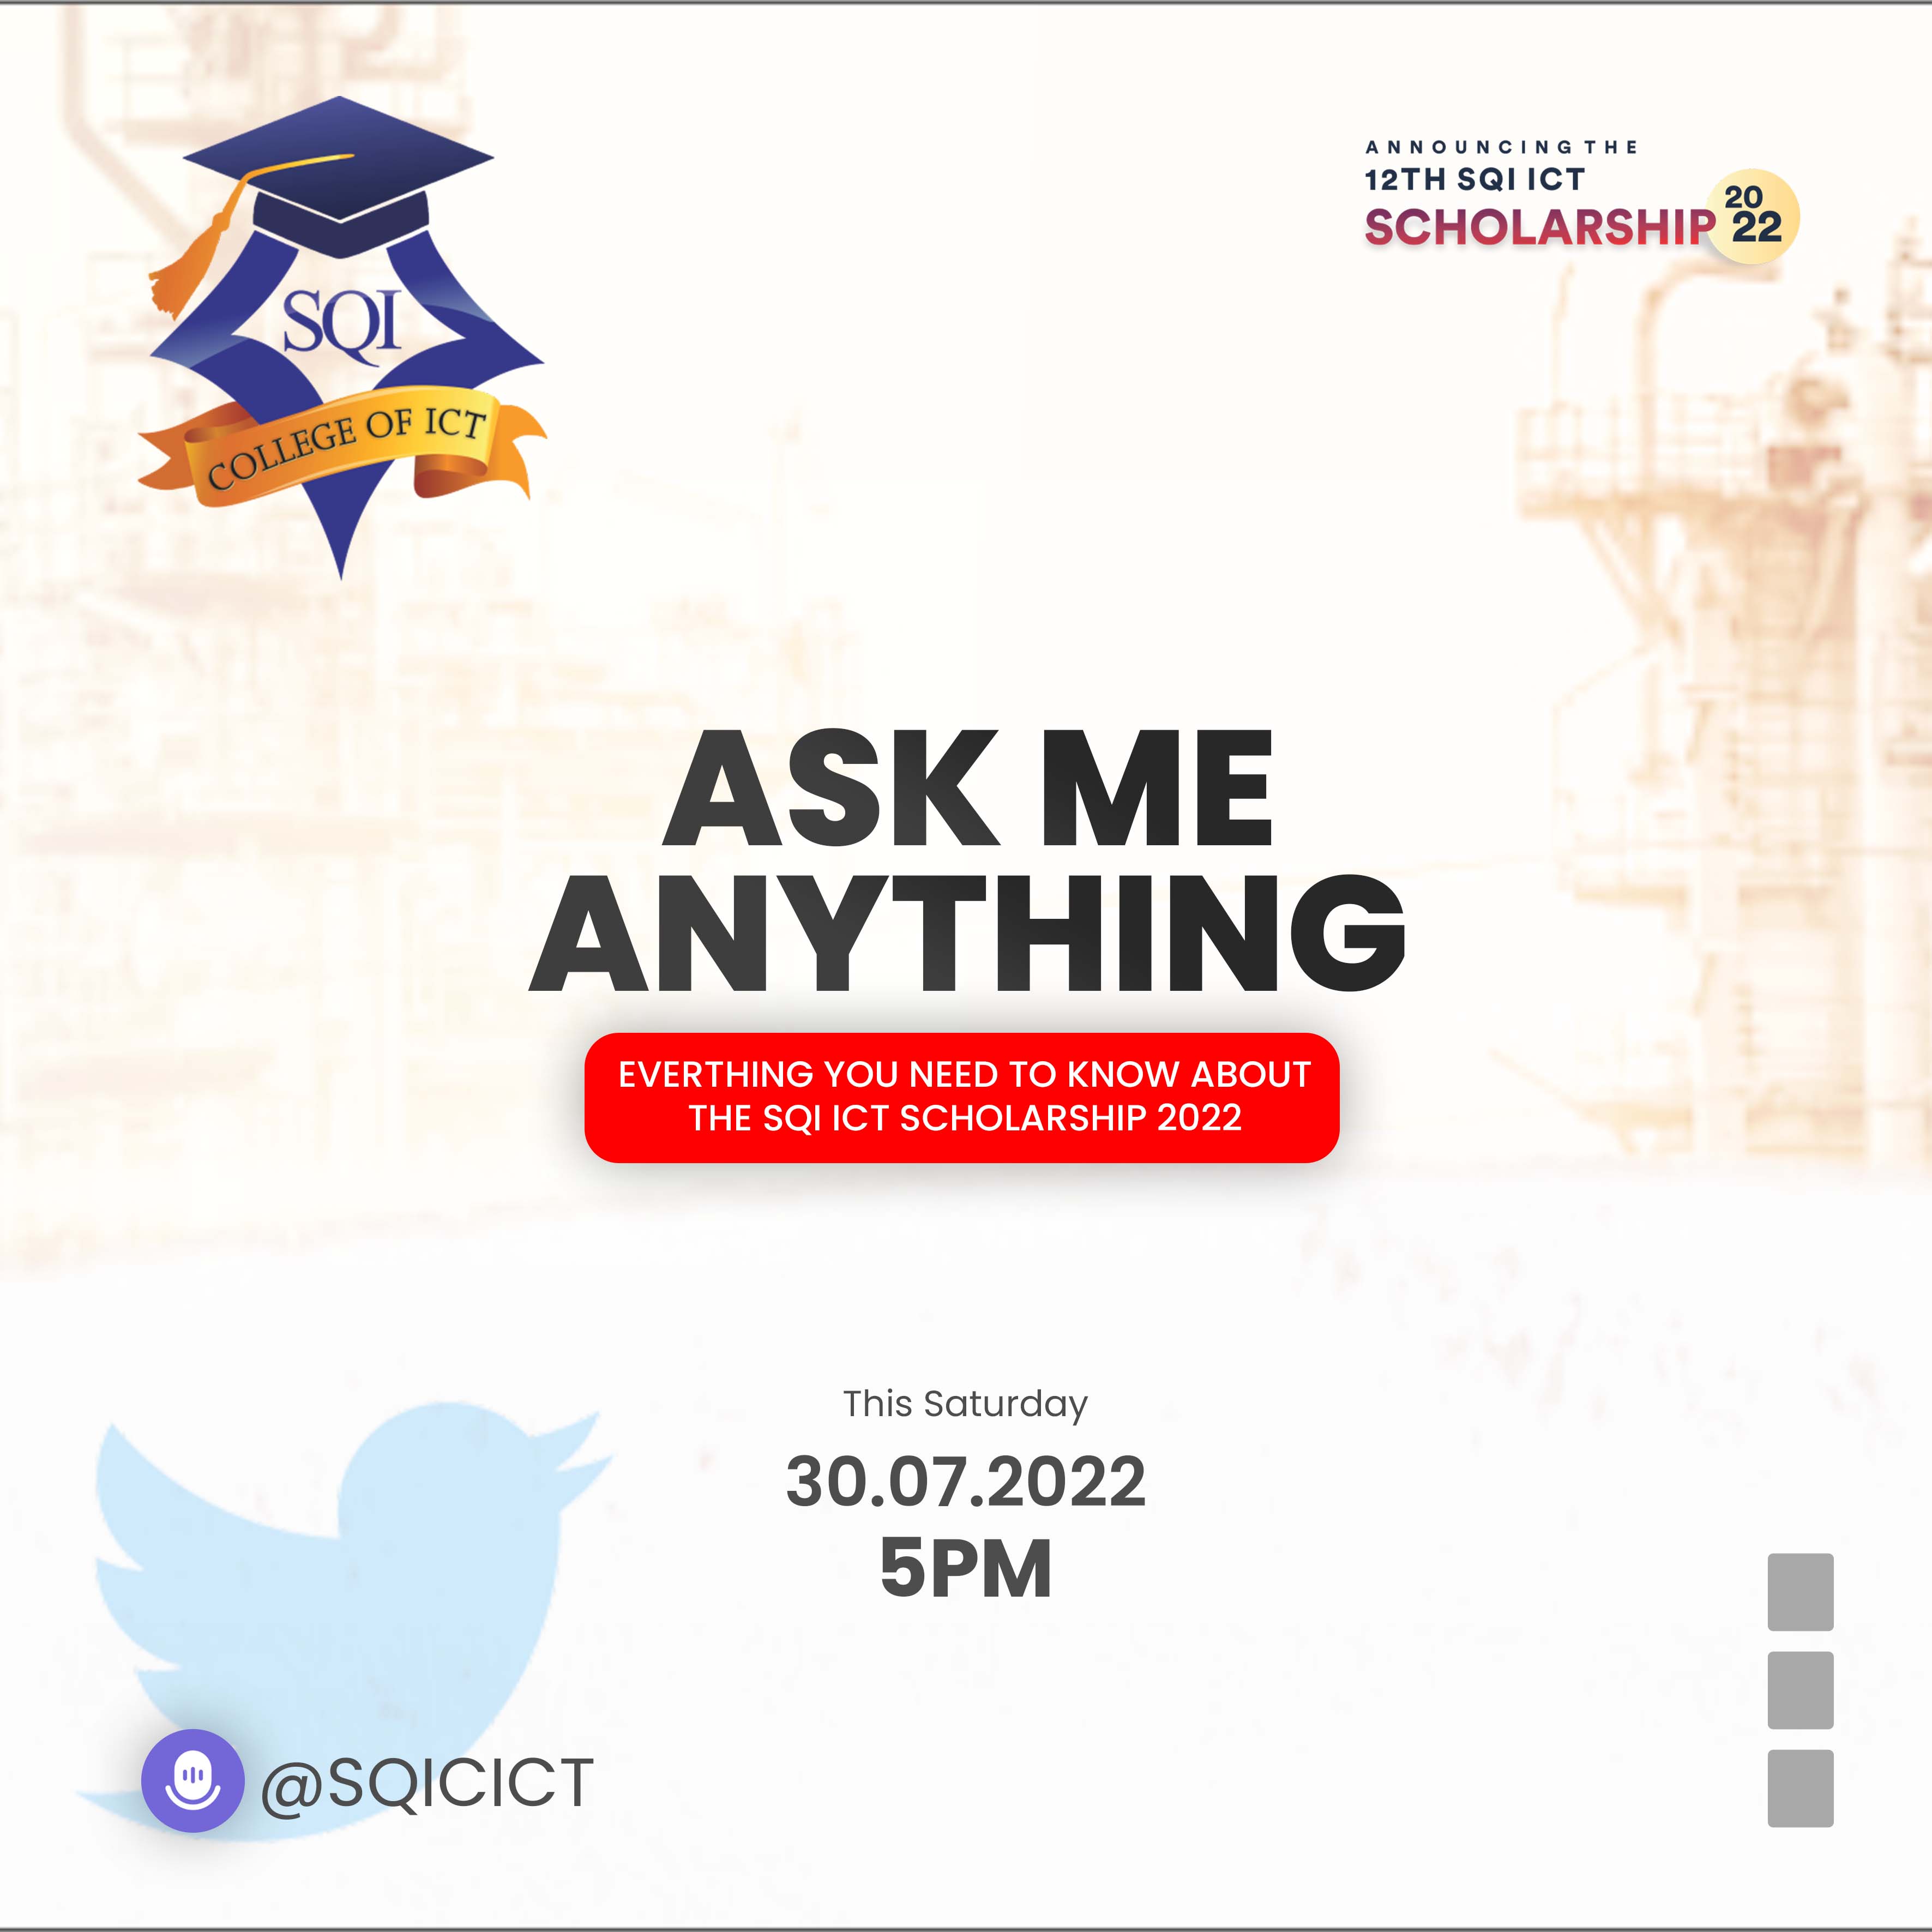 SQI
COLLEGE OF ICT
ANNOUNCING THE
12TH SQI ICT
SCHOLARSHIP
20
22
ASK ME
ANYTHING
EVERTHING YOU NEED TO KNOW ABOUT
THE SQI ICT SCHOLARSHIP 2022
This Saturday
30.07.2022
5PM
@SQICICT